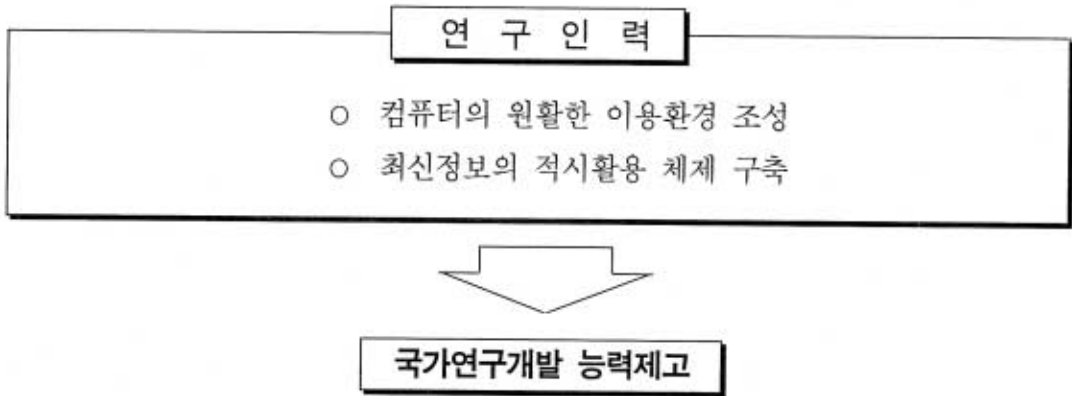 연 구 인 력
○ 컴퓨터의 원활한 이용환경 조성
○ 최신정보의 적시활용 체제 구축
국가연구개발 능력제고